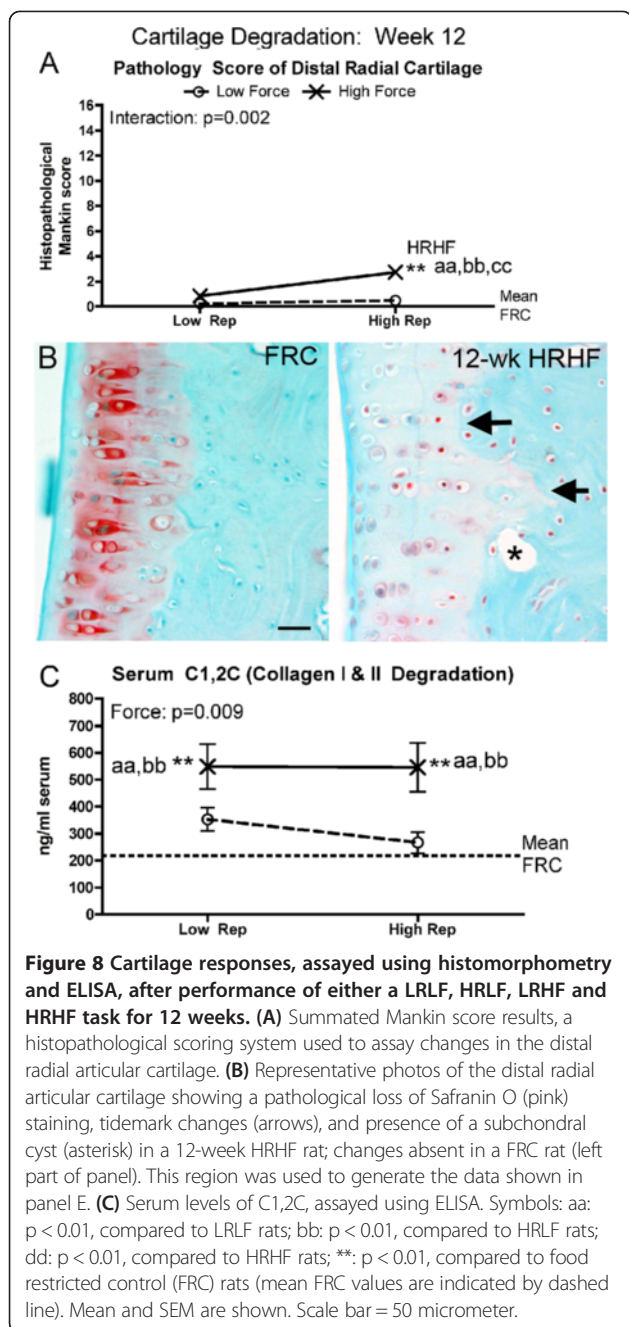 Cartilage Degradation: Week 12
A
Pathology Score of Distal Radial Cartilage
Low Force High Force
Interaction: p=0.002
Histopathological
Mankin score
16
14
12
10
8
6
4
2
0
HRHF
** aa,bb,cc
Mean
FRC
Low Rep High Rep
B FRC 12-wk HRHF
*
C Serum C1,2C (Collagen I & II Degradation)
Force: p=0.009
ng/ml serum
800
700
600
500
400
300
200
100
0
aa,bb **
** aa,bb
Mean
FRC
Low Rep High Rep
Figure 8 Cartilage responses, assayed using histomorphometry
and ELISA, after performance of either a LRLF, HRLF, LRHF and
HRHF task for 12 weeks. (A) Summated Mankin score results, a
histopathological scoring system used to assay changes in the distal
radial articular cartilage. (B) Representative photos of the distal radial
articular cartilage showing a pathological loss of Safranin O (pink)
staining, tidemark changes (arrows), and presence of a subchondral
cyst (asterisk) in a 12-week HRHF rat; changes absent in a FRC rat (left
part of panel). This region was used to generate the data shown in
panel E. (C) Serum levels of C1,2C, assayed using ELISA. Symbols: aa:
p < 0.01, compared to LRLF rats; bb: p < 0.01, compared to HRLF rats;
dd: p < 0.01, compared to HRHF rats; **: p < 0.01, compared to food
restricted control (FRC) rats (mean FRC values are indicated by dashed
line). Mean and SEM are shown. Scale bar = 50 micrometer.